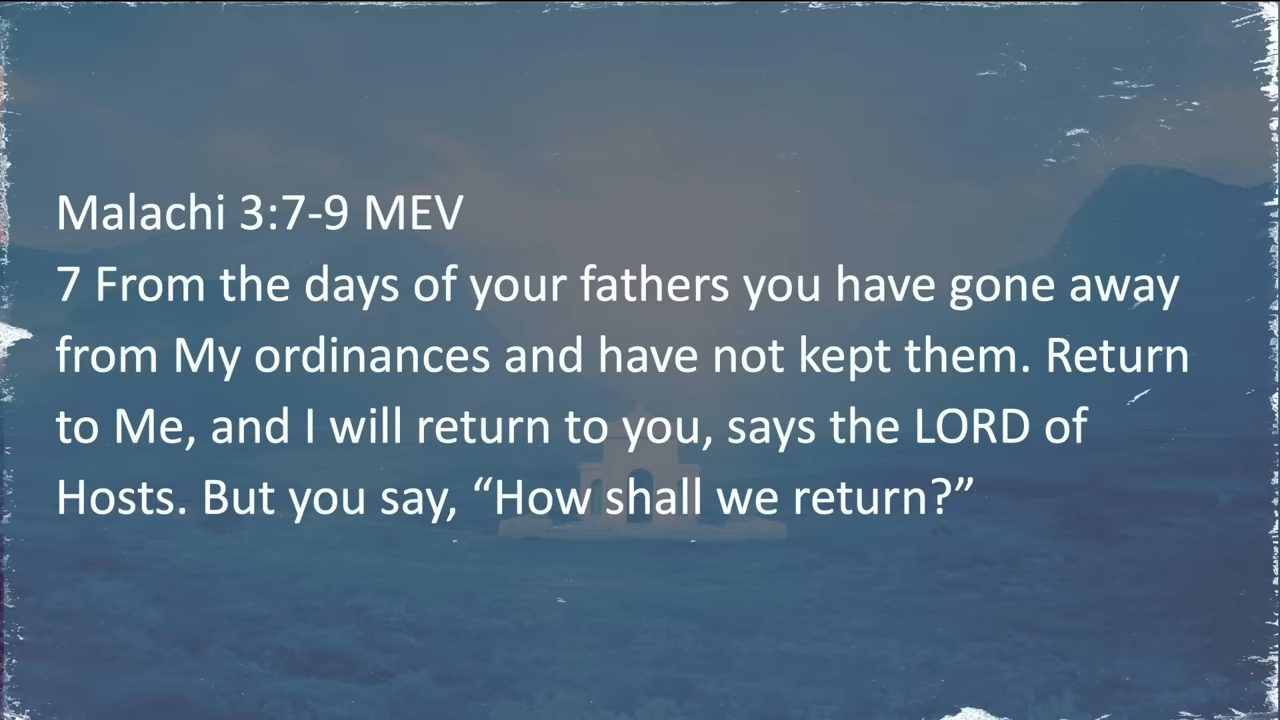 Malachi 3:7-9 MEV
7 From the days of your fathers you have gone away
from My ordinances and have not kept them. Return
to Me, and I will return to you, says the LORD of
Hosts. But you say, “How shall we return?”